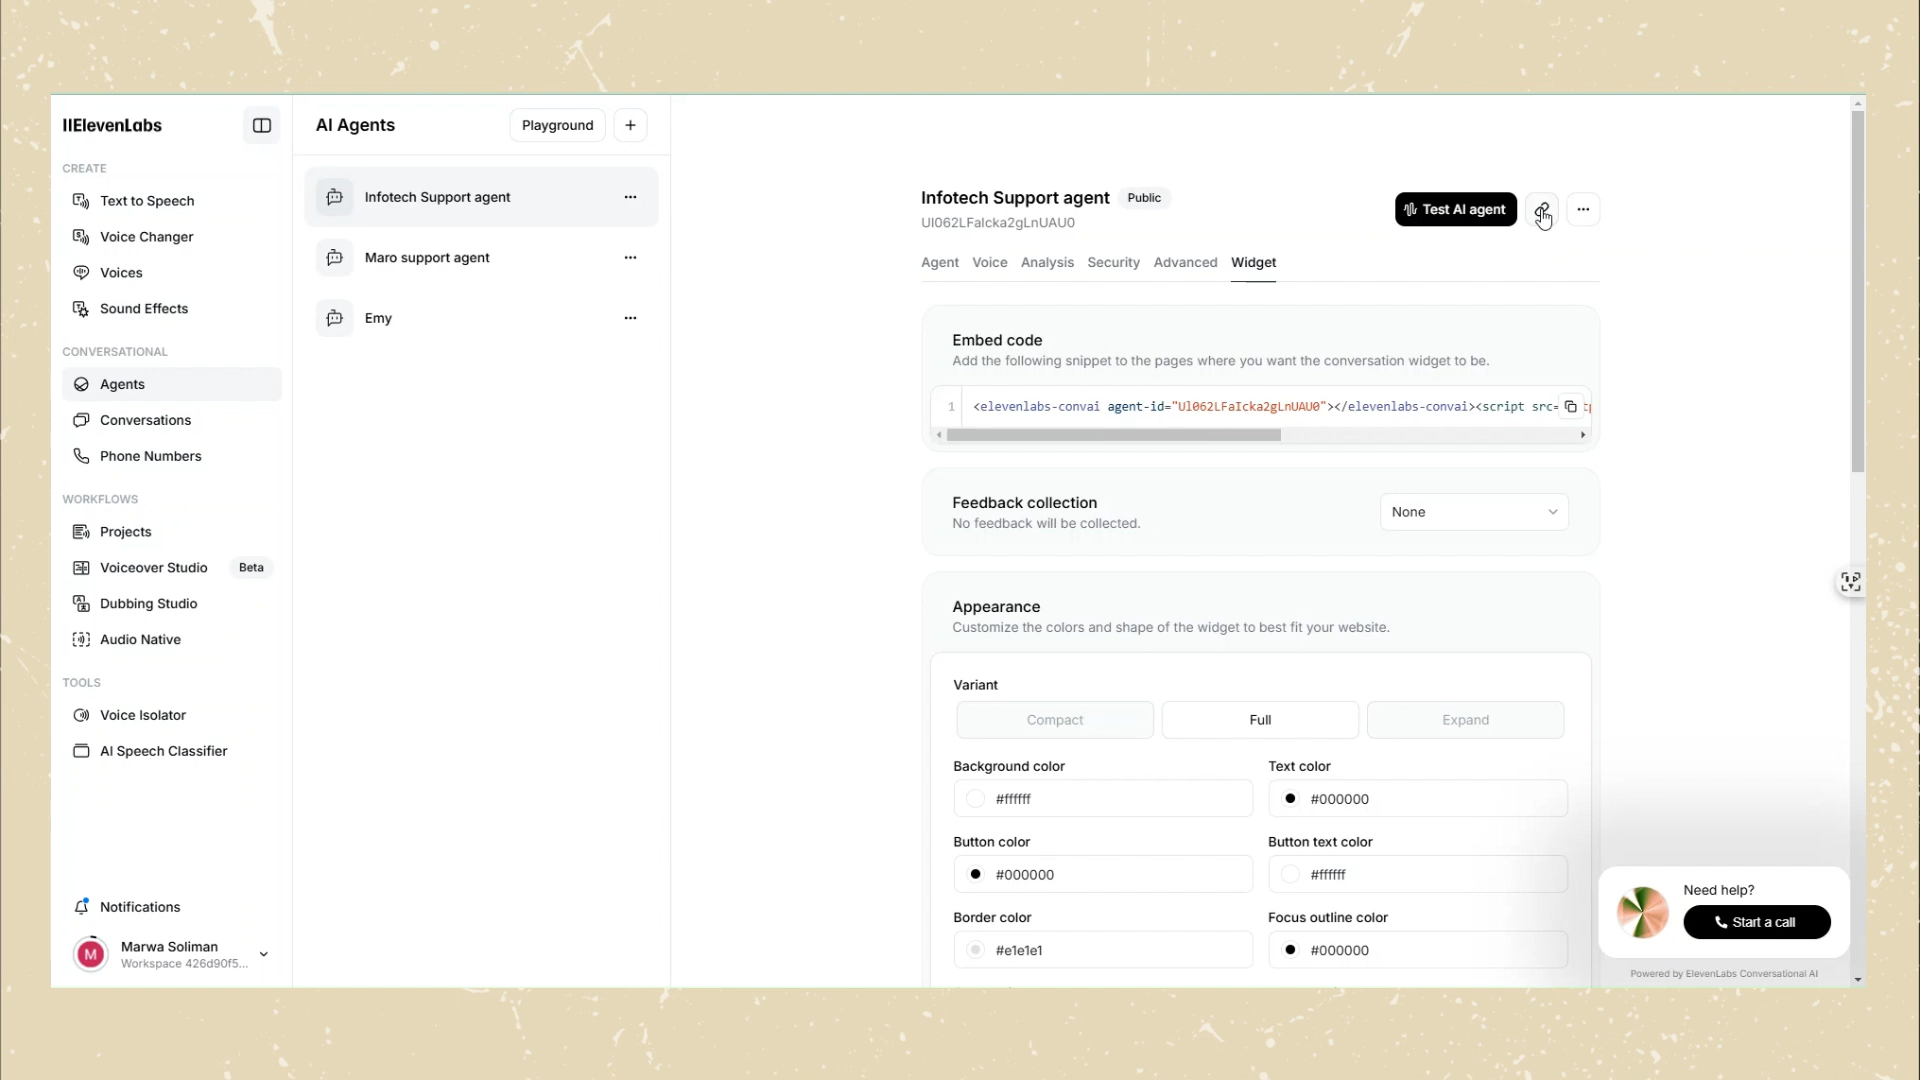 IIElevenLabs
CREATE
Text to Speech
Voice Changer
Voices
Sound Effects
CONVERSATIONAL
Agents
Conversations
Phone Numbers
WORKFLOWS
Projects
Voiceover Studio Beta
Dubbing Studio
Audio Native
TOOLS
Voice Isolator
AI Speech Classifier
Notifications
M
Marwa Soliman
Workspace 426d90f5...
AI Agents
Playground +
Infotech Support agent
Maro support agent
Emy
Infotech Support agent Public
Test AI agent
Agent Voice Analysis Security Advanced Widget
Embed code
Add the following snippet to the pages where you want the conversation widget to be.
1 <elevenlabs-convai agent-id="Ul062LFaIcka2gLnUAU0"></elevenlabs-convai><script src=
Feedback collection
No feedback will be collected.
None
Appearance
Customize the colors and shape of the widget to best fit your website.
Variant
Compact Full Expand
Background color Text color
#ffffff #000000
Button color Button text color
#000000 #ffffff
Border color Focus outline color
#e1e1e1 #000000
Need help?
Start a call
Powered by ElevenLabs Conversational AI